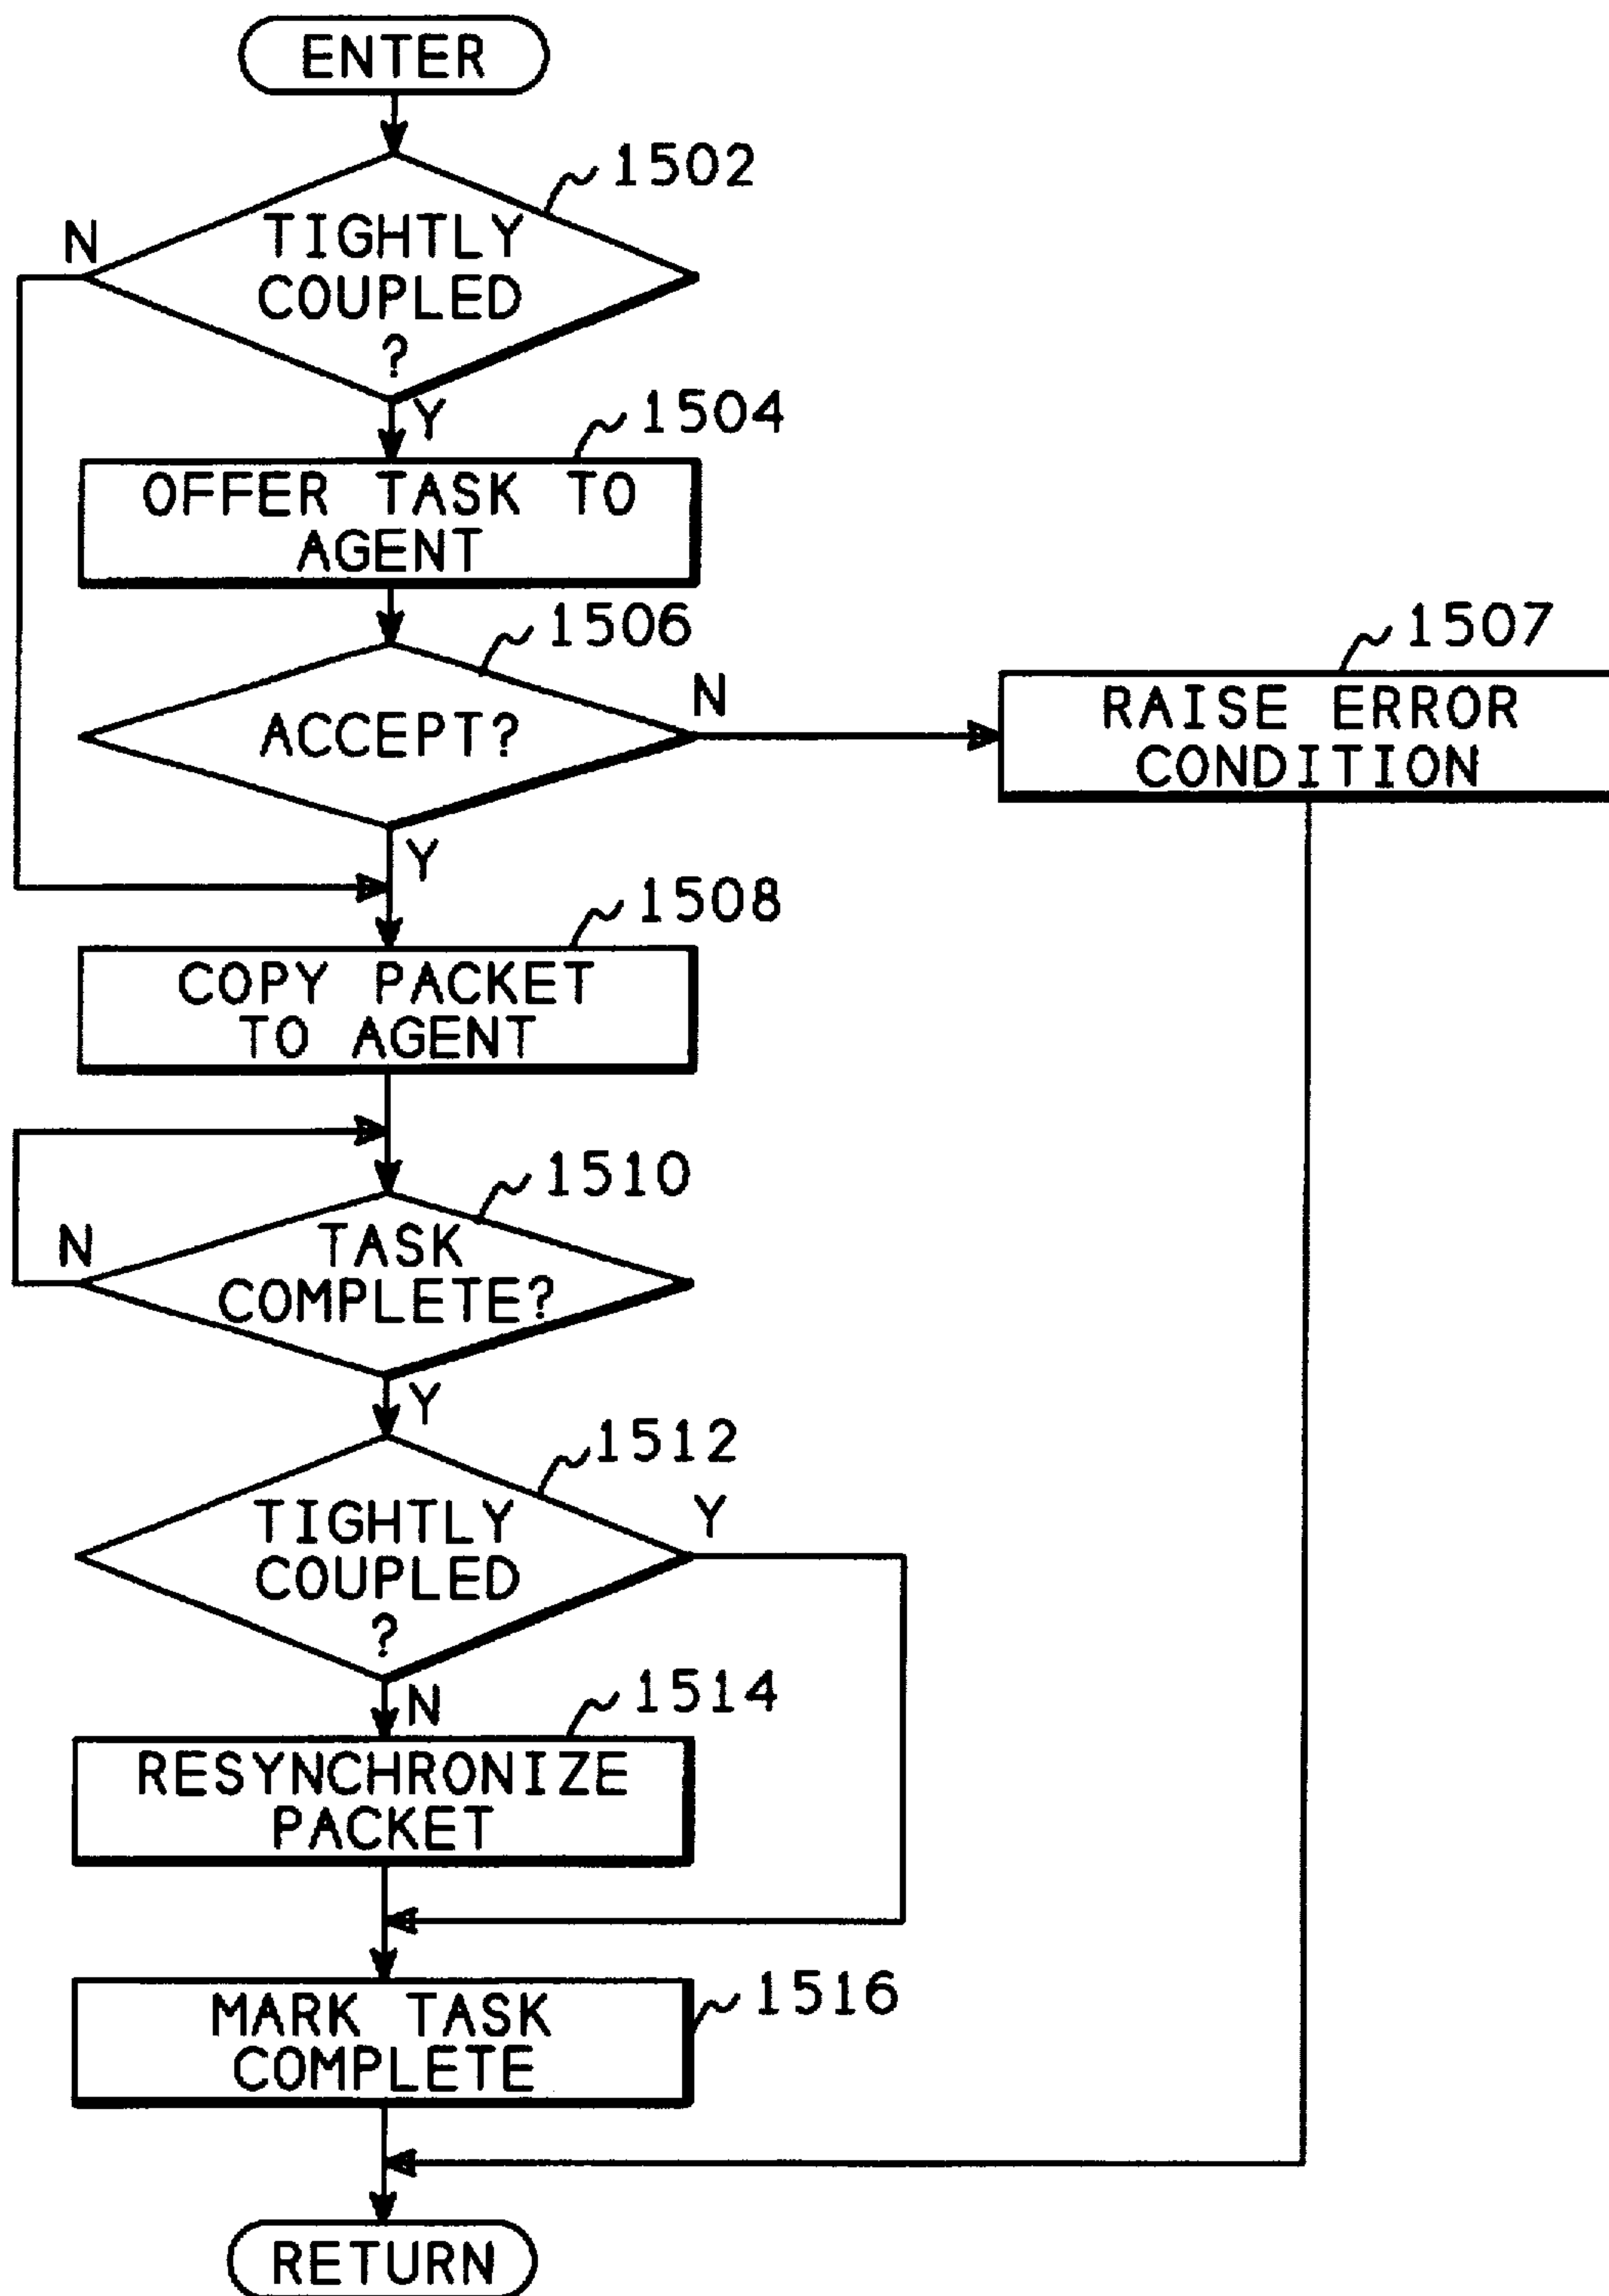 ENTER
1502
N
TIGHTLY
COUPLED
?
Y
1504
OFFER TASK TO
AGENT
1506
1507
N
ACCEPT?
RAISE ERROR
CONDITION
Y
1508
COPY PACKET
TO AGENT
1510
N
TASK
COMPLETE?
Y
1512
Y
TIGHTLY
COUPLED
?
N
1514
RESYNCHRONIZE
PACKET
1516
MARK TASK
COMPLETE
RETURN